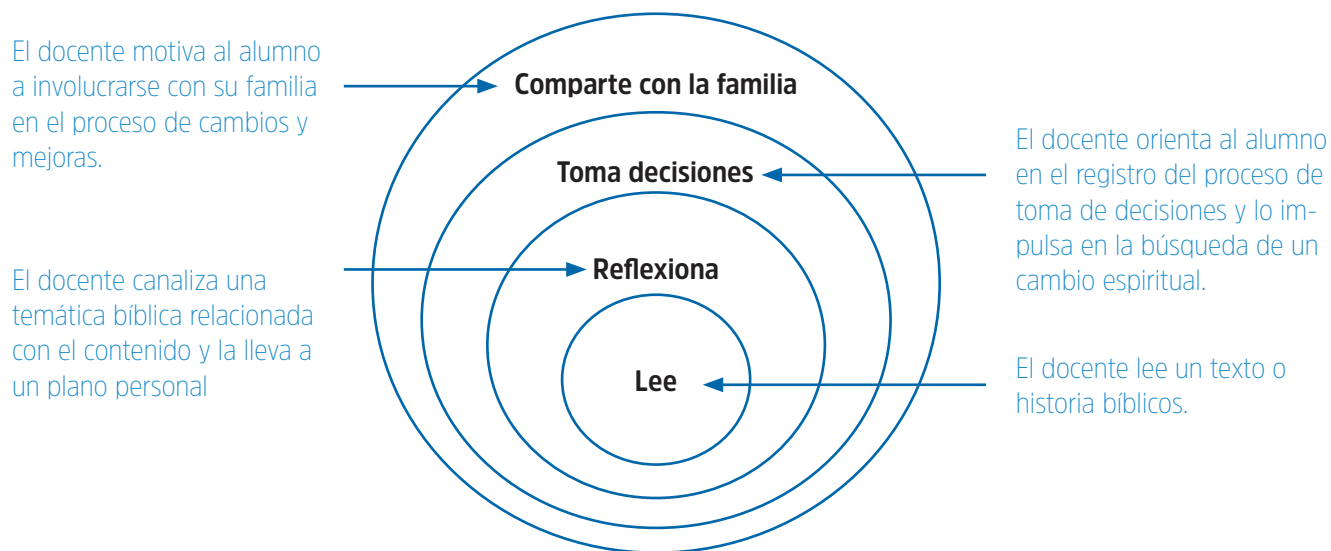 El docente motiva al alumno
a involucrarse con su familia
en el proceso de cambios y
mejoras.
Comparte con la familia
El docente orienta al alumno
en el registro del proceso de
toma de decisiones y lo im-
pulsa en la búsqueda de un
cambio espiritual.
Toma decisiones
El docente canaliza una
temática bíblica relacionada
con el contenido y la lleva a
un plano personal
Reflexiona
Lee
El docente lee un texto o
historia bíblicos.